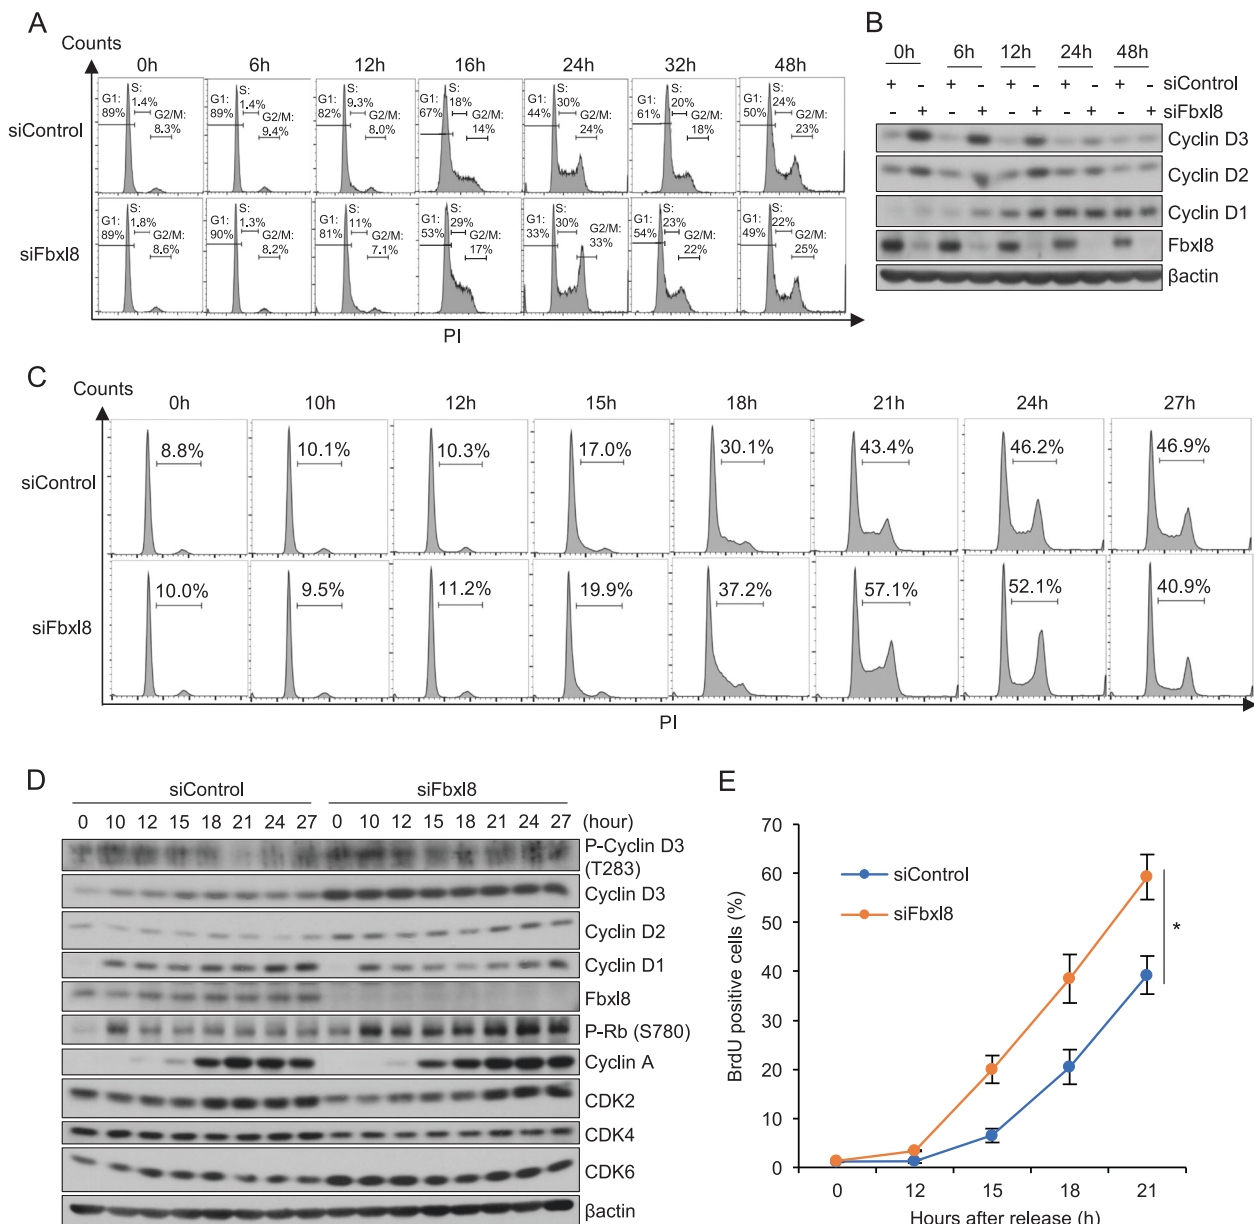 A
Counts
0h 6h 12h 16h 24h 32h 48h
siControl
G1: 89% S: 1.4% G2/M: 8.3%
G1: 89% S: 1.4% G2/M: 9.4%
G1: 82% S: 9.3% G2/M: 8.0%
G1: 67% S: 18% G2/M: 14%
G1: 44% S: 30% G2/M: 24%
G1: 61% S: 20% G2/M: 18%
G1: 50% S: 24% G2/M: 23%
siFbxl8
G1: 89% S: 1.8% G2/M: 8.6%
G1: 90% S: 1.3% G2/M: 8.2%
G1: 81% S: 11% G2/M: 7.1%
G1: 53% S: 29% G2/M: 17%
G1: 33% S: 30% G2/M: 33%
G1: 54% S: 23% G2/M: 22%
G1: 49% S: 22% G2/M: 25%
PI
B
0h 6h 12h 24h 48h
+ - + - + - + - + - siControl
- + - + - + - + - + siFbxl8
Cyclin D3
Cyclin D2
Cyclin D1
Fbxl8
βactin
C
Counts
0h 10h 12h 15h 18h 21h 24h 27h
siControl
8.8% 10.1% 10.3% 17.0% 30.1% 43.4% 46.2% 46.9%
siFbxl8
10.0% 9.5% 11.2% 19.9% 37.2% 57.1% 52.1% 40.9%
PI
D
siControl siFbxl8
0 10 12 15 18 21 24 27 0 10 12 15 18 21 24 27 (hour)
P-Cyclin D3
(T283)
Cyclin D3
Cyclin D2
Cyclin D1
Fbxl8
P-Rb (S780)
Cyclin A
CDK2
CDK4
CDK6
βactin
E
BrdU positive cells (%)
70
60
50
40
30
20
10
0
siControl
siFbxl8
*
0 12 15 18 21
Hours after release (h)